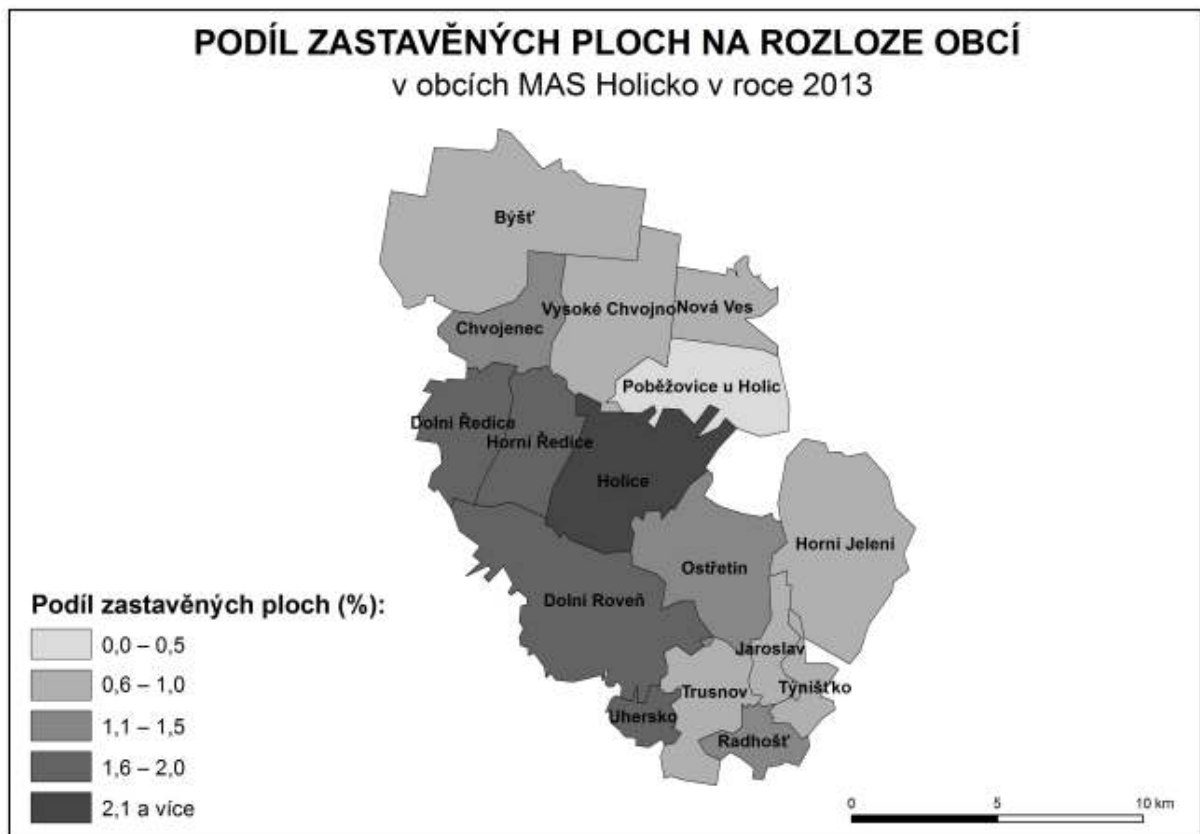 PODÍL ZASTAVĚNÝCH PLOCH NA ROZLOZE OBCÍ
v obcích MAS Holicko v roce 2013
Býšť
Vysoké Chvojno
Nová Ves
Chvojenec
Poběžovice u Holic
Dolní Ředice
Horní Ředice
Holice
Horní Jelení
Ostřetín
Dolní Roveň
Jaroslav
Týnišťko
Trusnov
Uhersko
Radhošť
Podíl zastavěných ploch (%):
0,0 – 0,5
0,6 – 1,0
1,1 – 1,5
1,6 – 2,0
2,1 a více
0 5 10 km